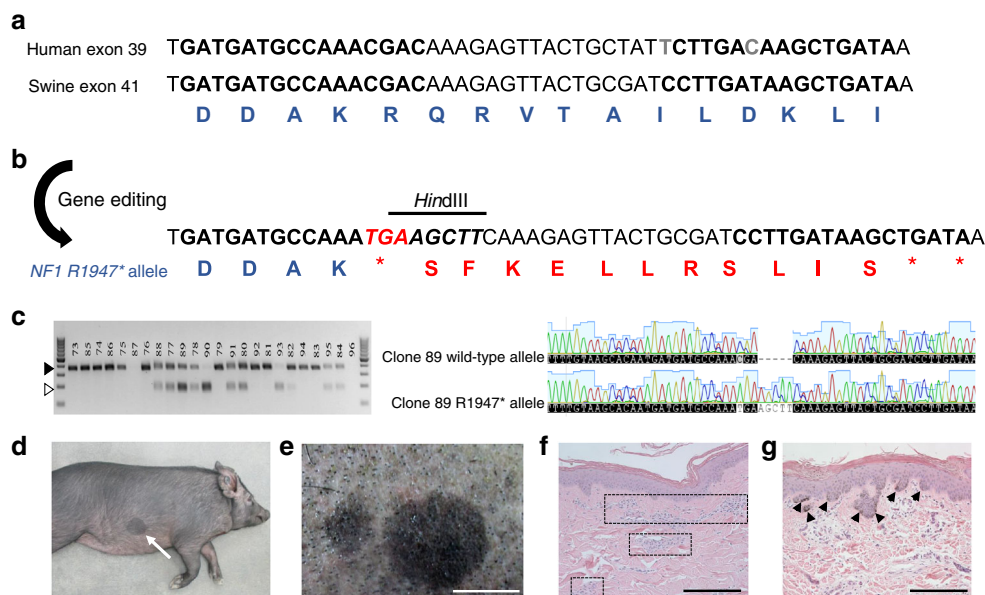 a
Human exon 39 TGATGATGCCAAACGACAAAGAGTTACTGCTATTCTTGACAAGCTGATAA
Swine exon 41 TGATGATGCCAAACGACAAAGAGTTACTGCGATCCTTGATAAGCTGATAA
D D A K R Q R V T A I L D K L I
b
Gene editing
HindIII
TGATGATGCCAAATGAAGCTTCAAAGAGTTACTGCGATCCTTGATAAGCTGATAA
NF1 R1947* allele D D A K * S F K E L L R S L I S * *
c
73 85 74 86 75 87 76 88 77 89 78 90 79 91 80 92 81 93 82 94 83 95 84 96
Clone 89 wild-type allele
Clone 89 R1947* allele
d e f g